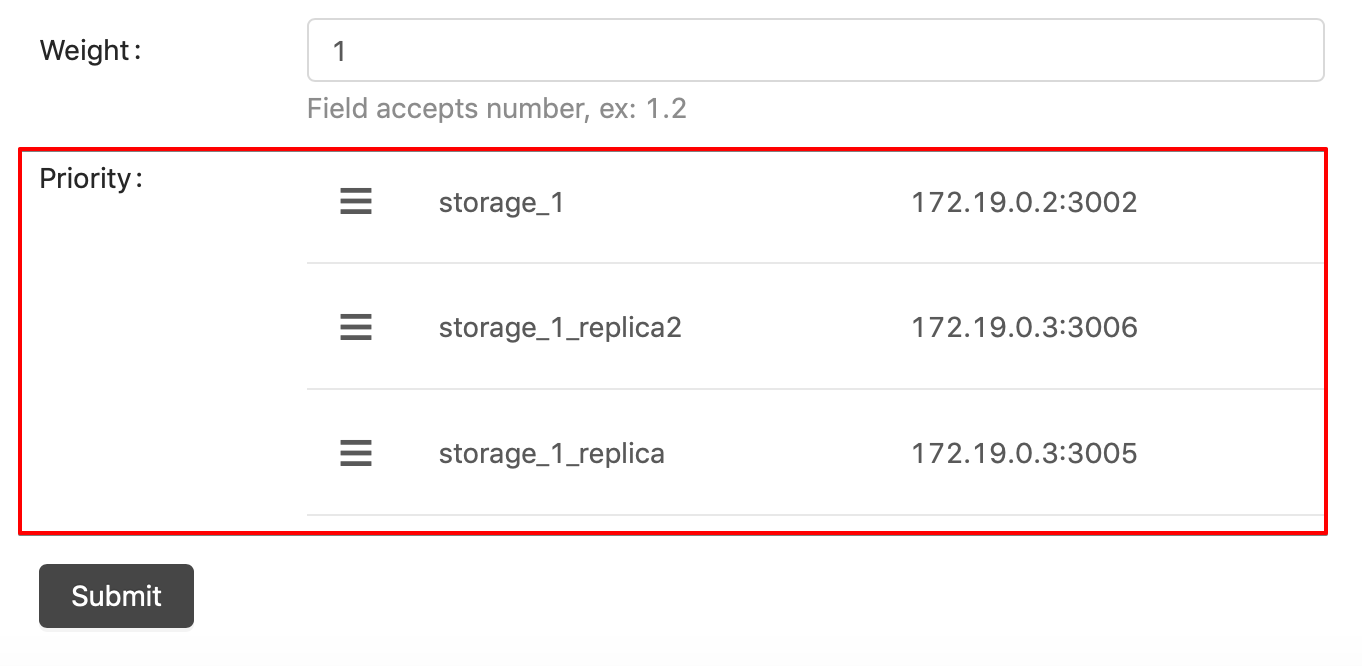 Weight:
1
Field accepts number, ex: 1.2
Priority:
storage_1 172.19.0.2:3002
storage_1_replica2 172.19.0.3:3006
storage_1_replica 172.19.0.3:3005
Submit